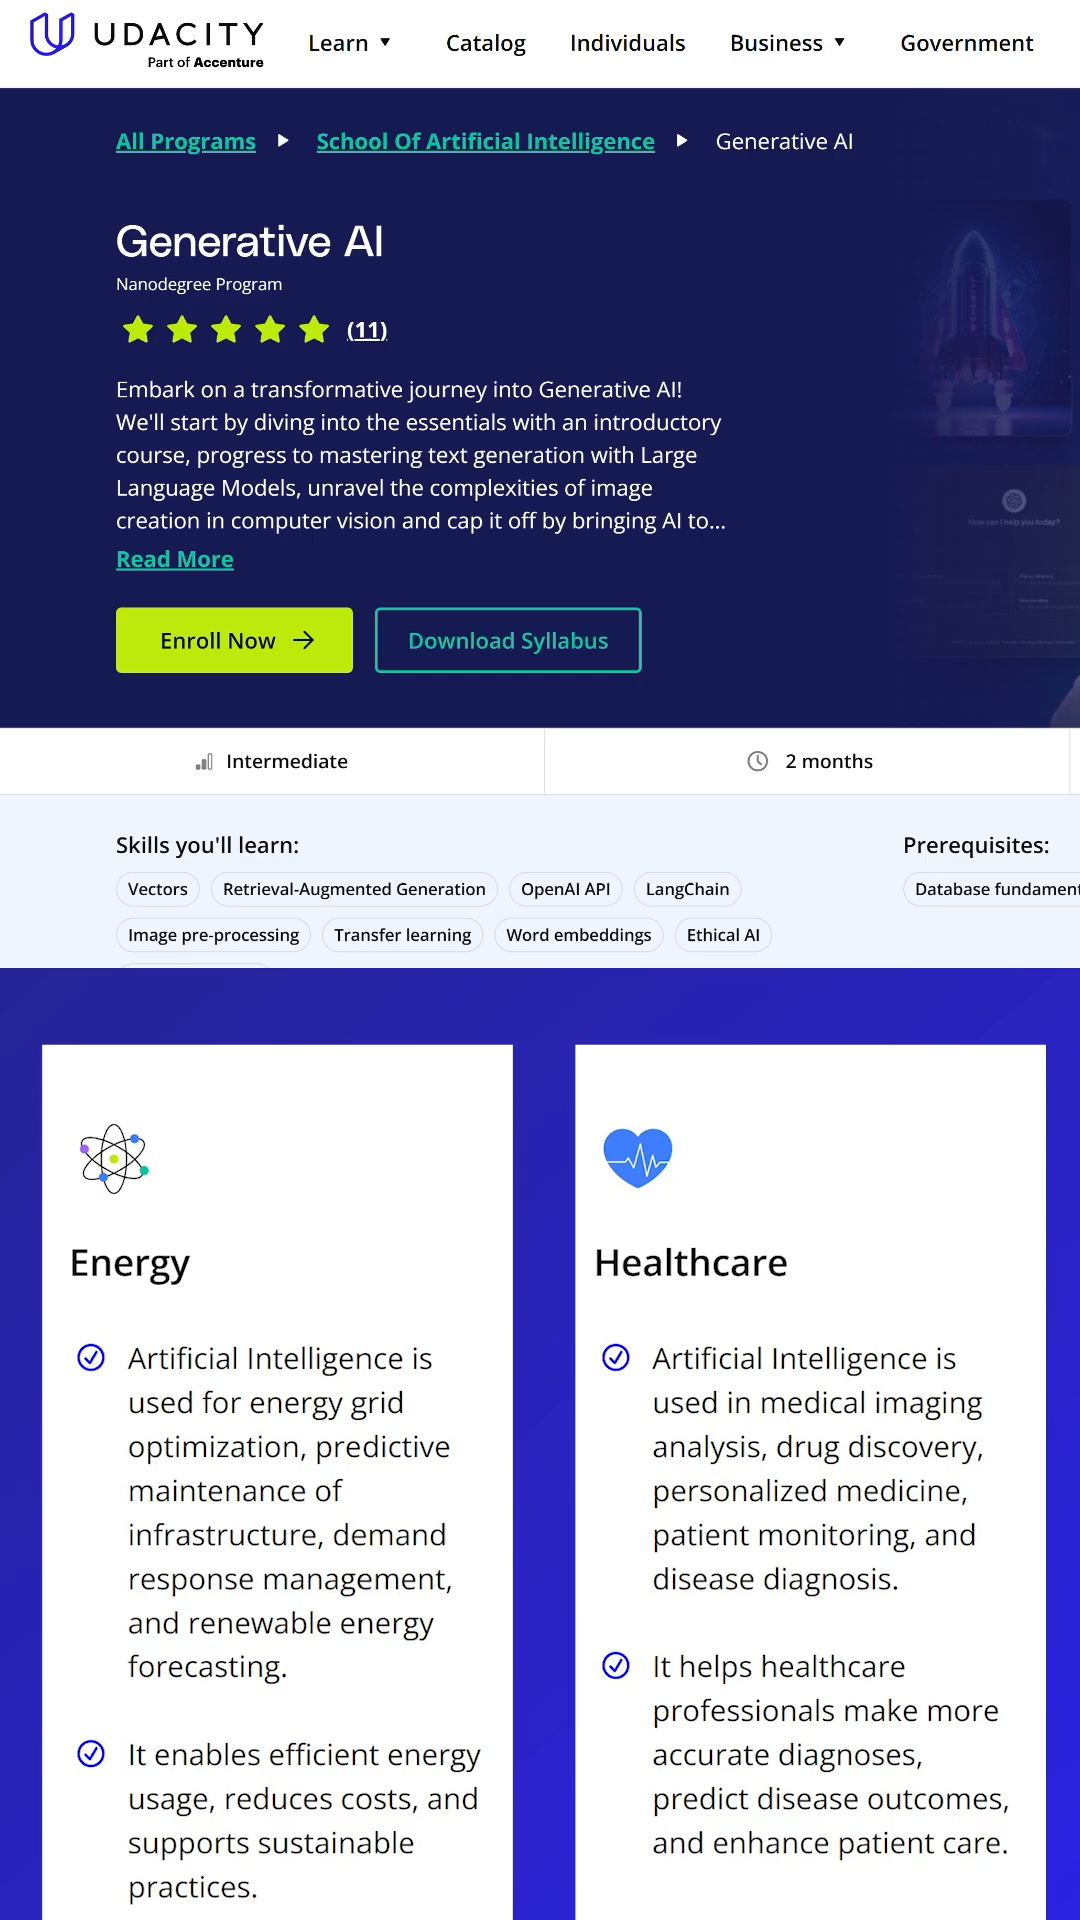 UDACITY
Part of Accenture
Learn Catalog Individuals Business Government
All Programs School Of Artificial Intelligence Generative AI
Generative AI
Nanodegree Program
(11)
Embark on a transformative journey into Generative AI!
We'll start by diving into the essentials with an introductory
course, progress to mastering text generation with Large
Language Models, unravel the complexities of image
creation in computer vision and cap it off by bringing AI to...
Read More
How can I help you today?
Enroll Now Download Syllabus
Intermediate 2 months
Skills you'll learn: Prerequisites:
Vectors Retrieval-Augmented Generation OpenAI API LangChain Database fundament
Image pre-processing Transfer learning Word embeddings Ethical AI
Energy
Artificial Intelligence is
used for energy grid
optimization, predictive
maintenance of
infrastructure, demand
response management,
and renewable energy
forecasting.
It enables efficient energy
usage, reduces costs, and
supports sustainable
practices.
Healthcare
Artificial Intelligence is
used in medical imaging
analysis, drug discovery,
personalized medicine,
patient monitoring, and
disease diagnosis.
It helps healthcare
professionals make more
accurate diagnoses,
predict disease outcomes,
and enhance patient care.